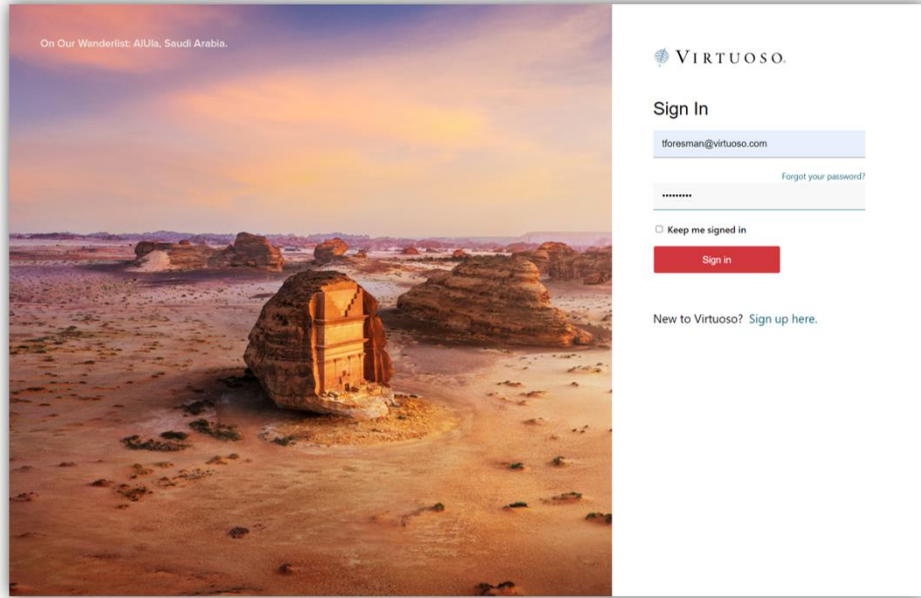 On Our Wanderlist: AlUla, Saudi Arabia.
VIRTUOSO.
Sign In
tforesman@virtuoso.com
Forgot your password?
•••••••••
Keep me signed in
Sign in
New to Virtuoso? Sign up here.